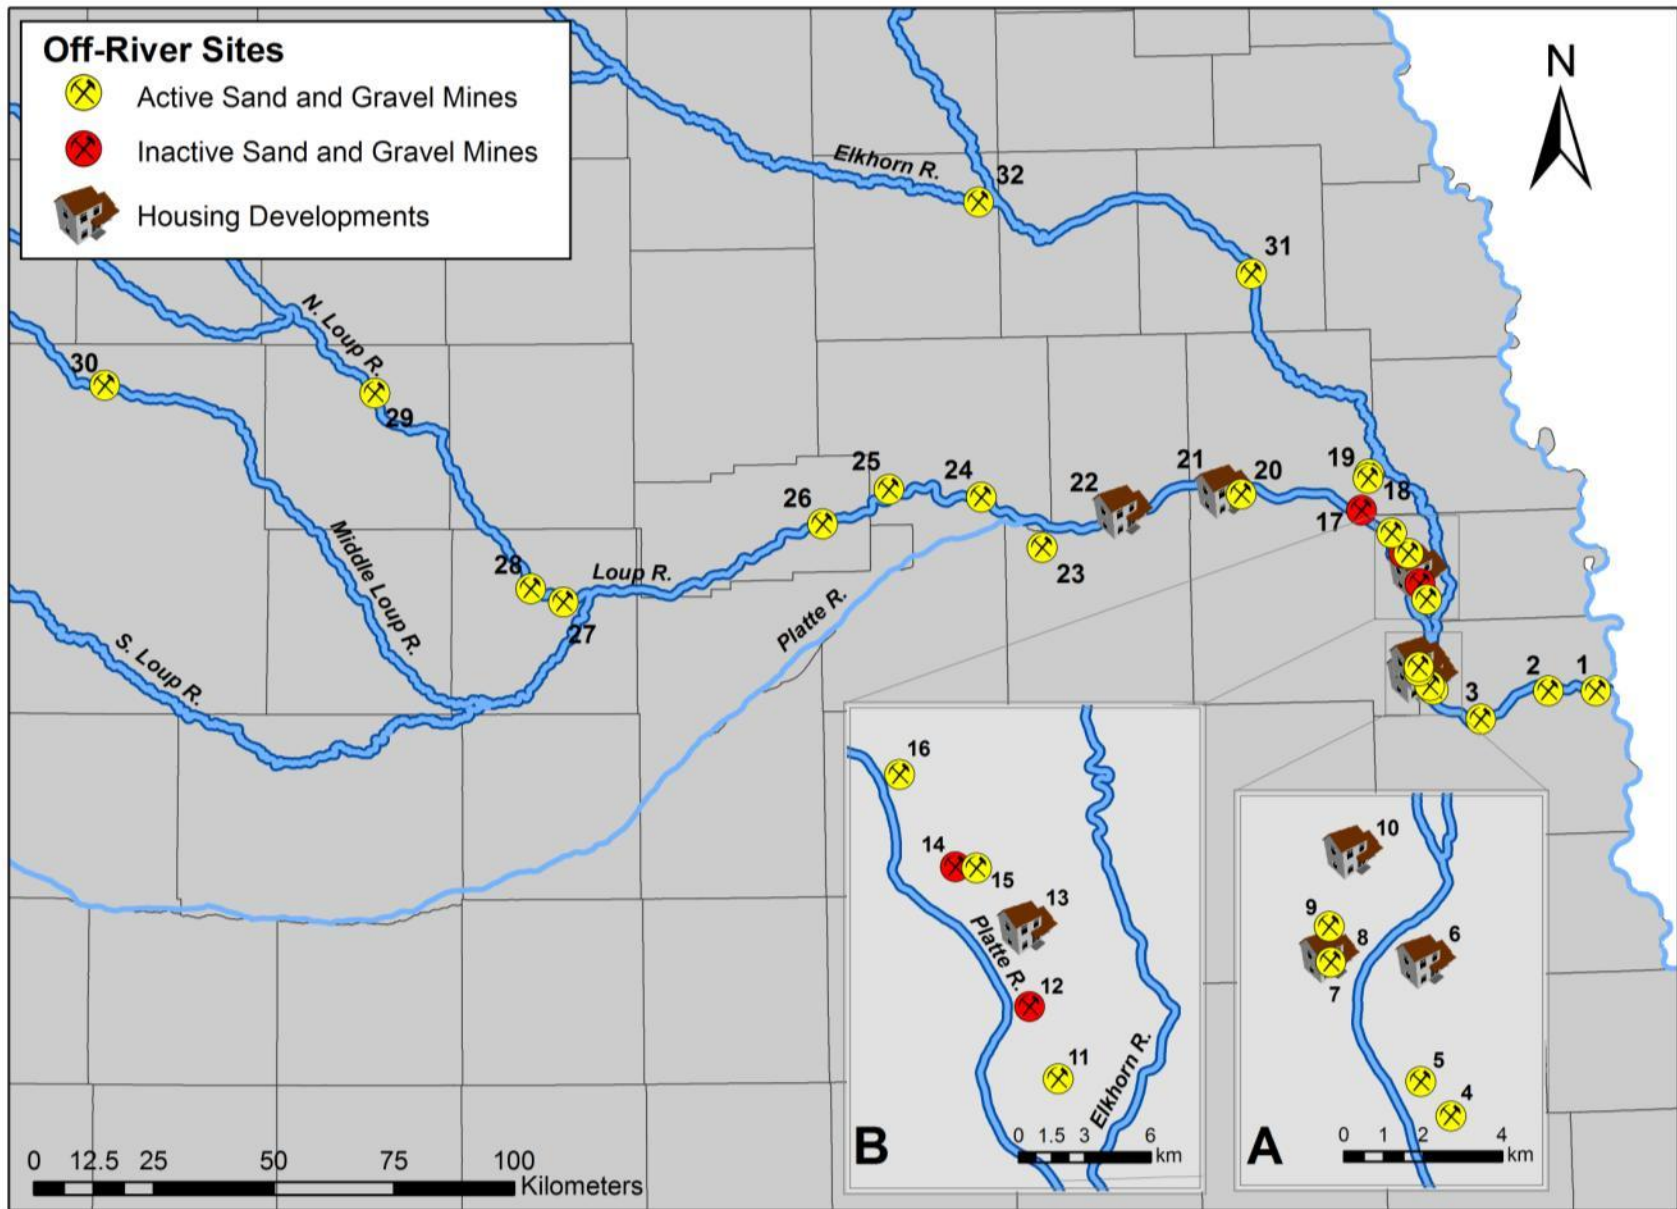 Off-River Sites
Active Sand and Gravel Mines
Inactive Sand and Gravel Mines
Housing Developments
N
Elkhorn R.
32
31
N. Loup R.
30
29
25
24
22
21
20
19
18
17
26
23
28
Loup R.
27
Middle Loup R.
S. Loup R.
Platte R.
3
2
1
16
14
15
13
Platte R.
12
11
Elkhorn R.
B
0 1.5 3 6
km
10
9
8
7
6
5
4
A
0 1 2 4
km
0 12.5 25 50 75 100
Kilometers